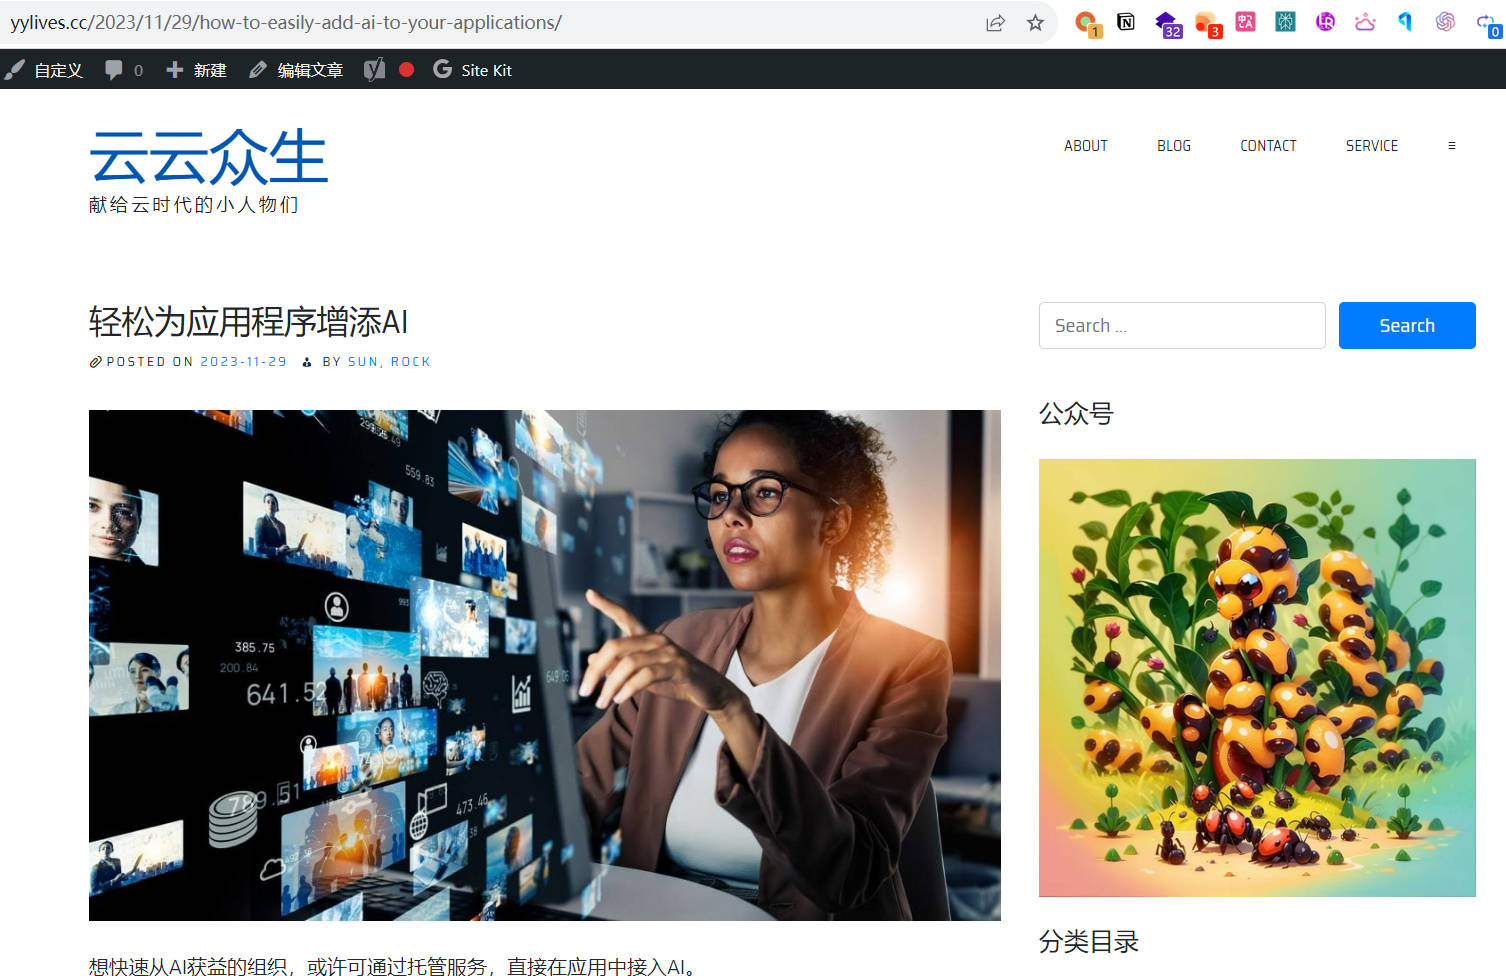 yylives.cc/2023/11/29/how-to-easily-add-ai-to-your-applications/
1
32
3
0
自定义
0
新建
编辑文章
Site Kit
云云众生
献给云时代的小人物们
ABOUT
BLOG
CONTACT
SERVICE
轻松为应用程序增添AI
POSTED ON 2023-11-29 BY SUN, ROCK
Search ...
Search
公众号
559.83
993
385.75
200.84
641.52
649.06
789.51
473.46
分类目录
想快速从AI获益的组织，或许可通过托管服务，直接在应用中接入AI。